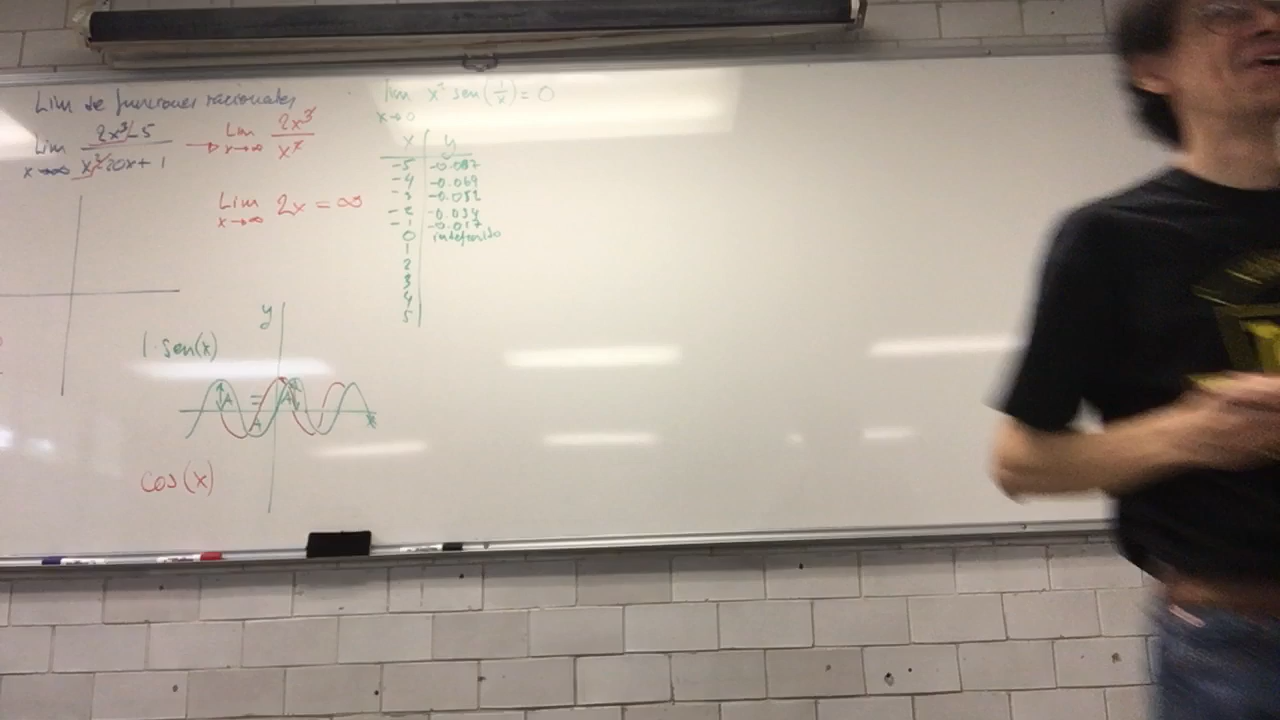 Lim de funciones racionales
Lim x→∞ 2x³-5 / x²-20x+1 → Lim x→∞ 2x³ / x²
Lim x→∞ 2x = ∞
lim x→0 x² sen(1/x) = 0
x | y
-5 | -0.087
-4 | -0.069
-3 | -0.052
-2 | -0.034
-1 | -0.017
0 | indefinido
1
2
3
4
5
y
1·sen(x)
A A
A
x
cos(x)